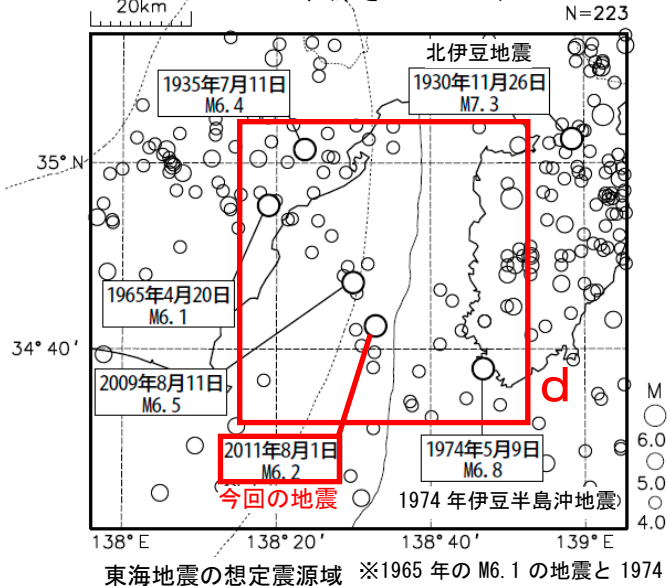 20km
N=223
北伊豆地震
1935年7月11日
M6.4
1930年11月26日
M7.3
35°N
1965年4月20日
M6.1
34°40′
2009年8月11日
M6.5
d
M
6.0
5.0
4.0
2011年8月1日
M6.2
今回の地震
1974年5月9日
M6.8
1974年伊豆半島沖地震
138°E
138°20′
138°40′
139°E
東海地震の想定震源域
※1965 年の M6.1 の地震と 1974